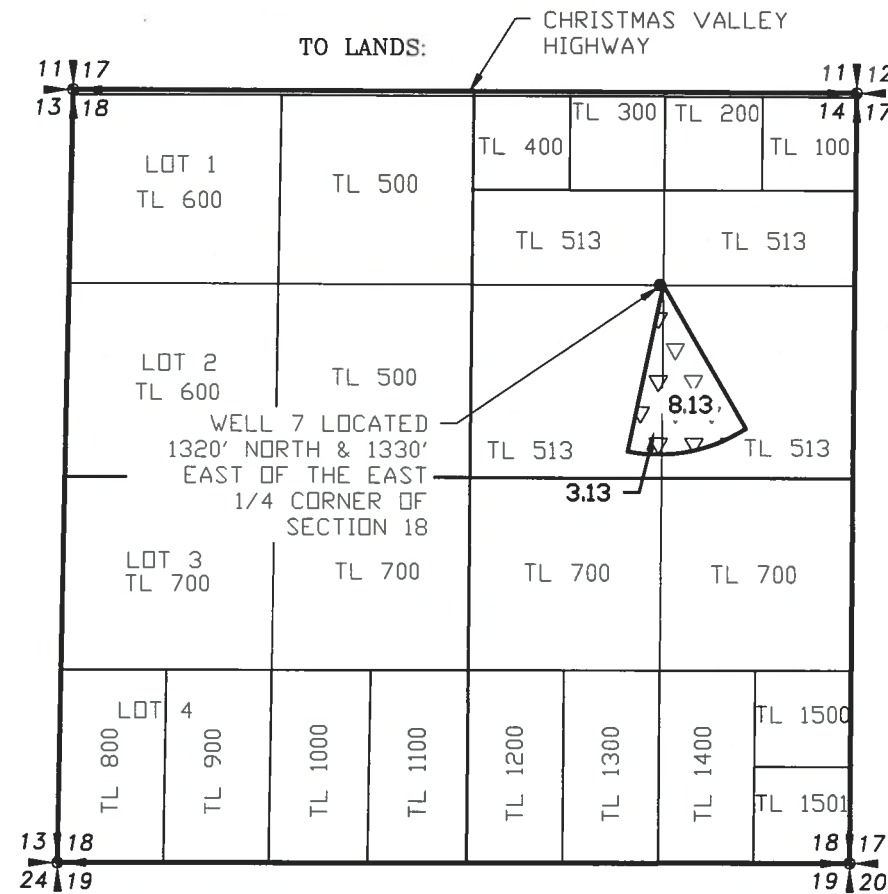 CHRISTMAS VALLEY
HIGHWAY
TO LANDS:
11 17
13 18
11 12
14 17
LOT 1
TL 600
TL 500
TL 400
TL 300
TL 200
TL 100
TL 513
TL 513
LOT 2
TL 600
TL 500
WELL 7 LOCATED
1320' NORTH & 1330'
EAST OF THE EAST
1/4 CORNER OF
SECTION 18
TL 513
8.13
TL 513
3.13
LOT 3
TL 700
TL 700
TL 700
TL 700
LOT 4
TL 800
TL 900
TL 1000
TL 1100
TL 1200
TL 1300
TL 1400
TL 1500
TL 1501
13 18
24 19
18 17
19 20